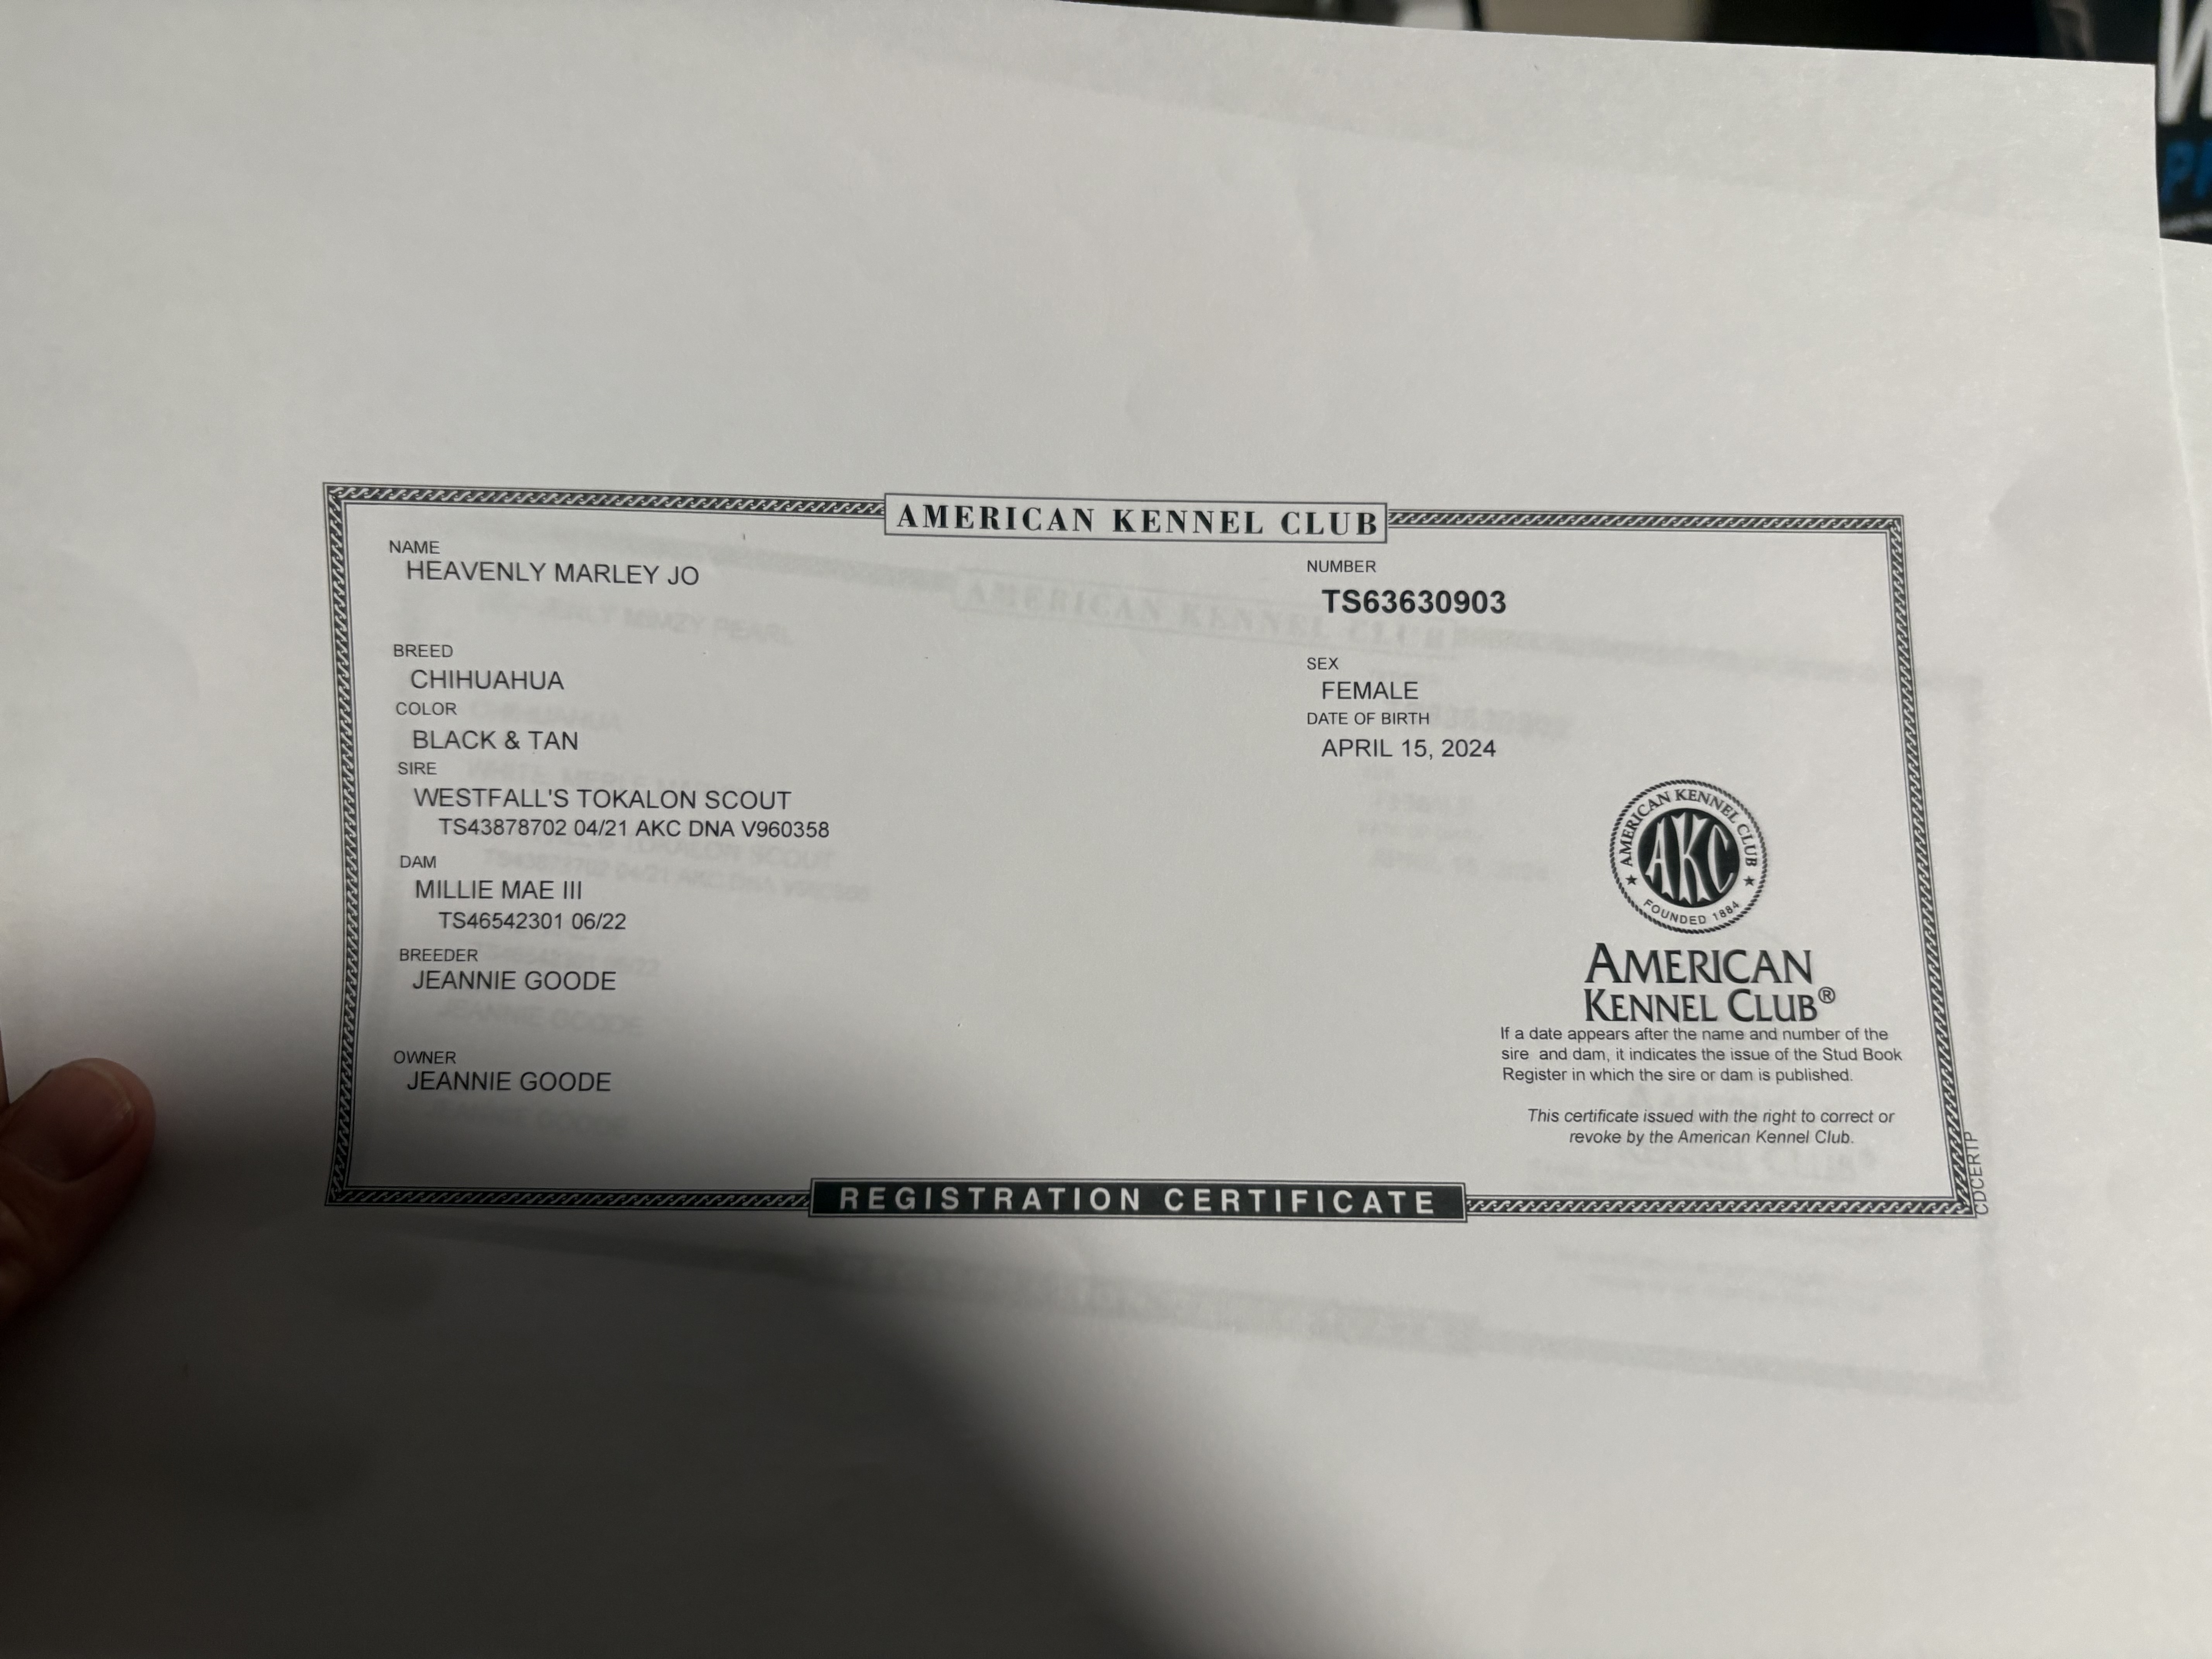 AMERICAN KENNEL CLUB
NAME
HEAVENLY MARLEY JO
NUMBER
TS63630903
BREED
CHIHUAHUA
SEX
FEMALE
COLOR
BLACK & TAN
DATE OF BIRTH
APRIL 15, 2024
SIRE
WESTFALL'S TOKALON SCOUT
TS43878702 04/21 AKC DNA V960358
DAM
MILLIE MAE III
TS46542301 06/22
BREEDER
JEANNIE GOODE
OWNER
JEANNIE GOODE
AMERICAN KENNEL CLUB
AKC
FOUNDED 1884
AMERICAN
KENNEL CLUB®
If a date appears after the name and number of the
sire and dam, it indicates the issue of the Stud Book
Register in which the sire or dam is published.
This certificate issued with the right to correct or
revoke by the American Kennel Club.
CDCERTP
REGISTRATION CERTIFICATE